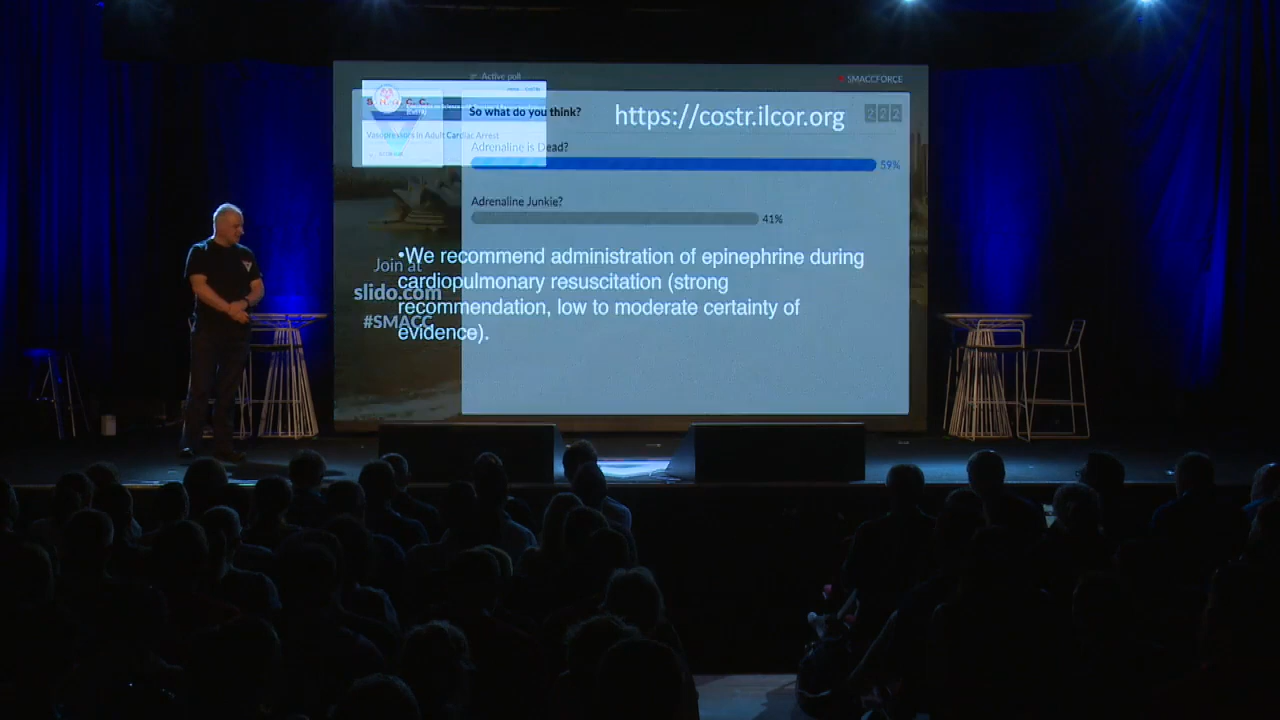 Active poll
SMACCFORCE
So what do you think?
https://costr.ilcor.org
222
Vasopressors in Adult Cardiac Arrest
Adrenaline is Dead?
59%
Adrenaline Junkie?
41%
•We recommend administration of epinephrine during
cardiopulmonary resuscitation (strong
recommendation, low to moderate certainty of
evidence).
Join at
slido.com
#SMACC